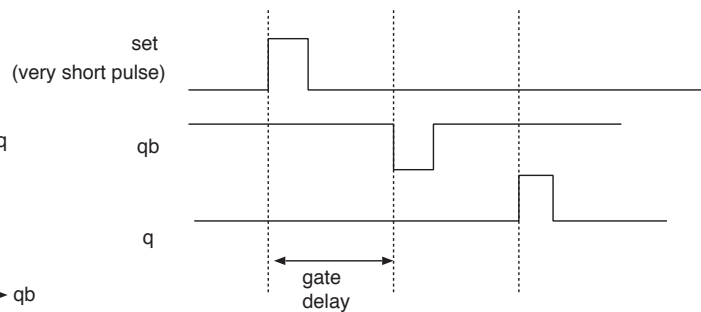 set
(very short pulse)
q
qb
q
gate
delay
qb